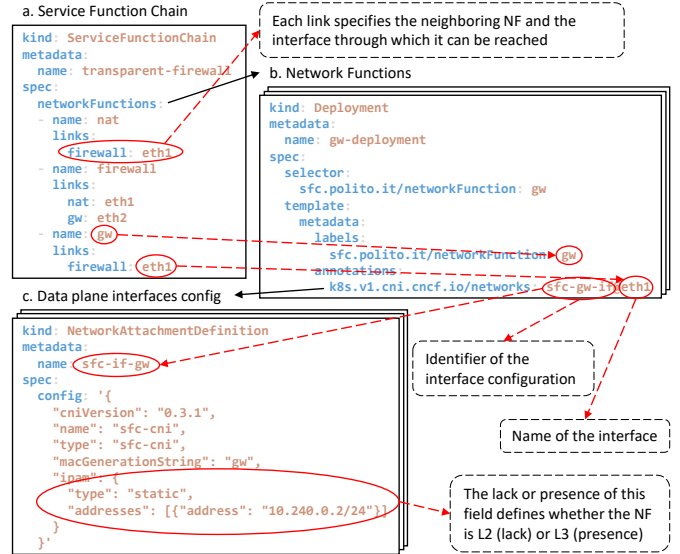 a. Service Function Chain
kind: ServiceFunctionChain
metadata:
name: transparent-firewall
spec:
networkFunctions:
- name: nat
links:
firewall: eth1
- name: firewall
links:
nat: eth1
gw: eth2
- name: gw
links:
firewall: eth1
Each link specifies the neighboring NF and the
interface through which it can be reached
b. Network Functions
kind: Deployment
metadata:
name: gw-deployment
spec:
selector:
sfc.polito.it/networkFunction: gw
template:
metadata:
labels:
sfc.polito.it/networkFunction: gw
annotations:
k8s.v1.cni.cncf.io/networks: sfc-gw-if@eth1
c. Data plane interfaces config
kind: NetworkAttachmentDefinition
metadata:
name: sfc-if-gw
spec:
config: '{
"cniVersion": "0.3.1",
"name": "sfc-cni",
"type": "sfc-cni",
"macGenerationString": "gw",
"ipam": {
"type": "static",
"addresses": [{"address": "10.240.0.2/24"}]
}
}'
Identifier of the
interface configuration
Name of the interface
The lack or presence of this
field defines whether the NF
is L2 (lack) or L3 (presence)